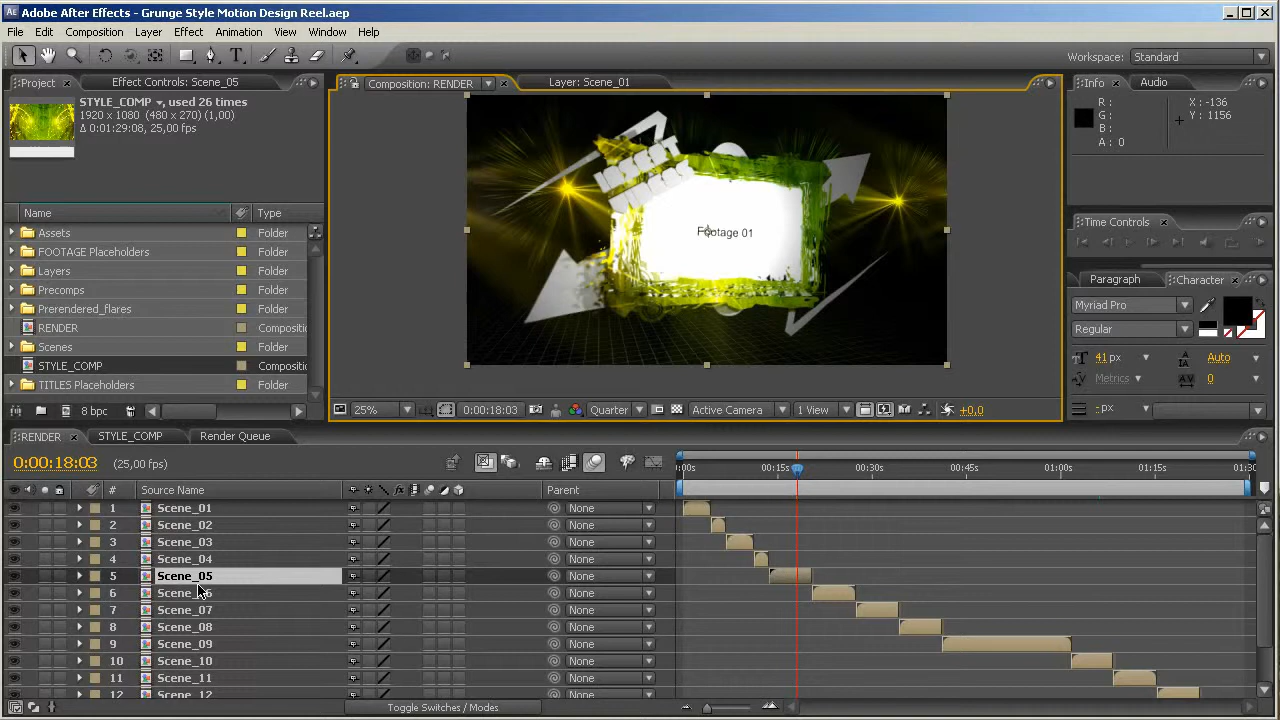 Adobe After Effects - Grunge Style Motion Design Reel.aep
File Edit Composition Layer Effect Animation View Window Help
Workspace: Standard
Project Effect Controls: Scene_05
STYLE_COMP, used 26 times
1920 x 1080 (480 x 270) (1,00)
Δ 0:01:29:08, 25,00 fps
Name Type
Assets Folder
FOOTAGE Placeholders Folder
Layers Folder
Precomps Folder
Prerendered_flares Folder
RENDER Compositi
Scenes Folder
STYLE_COMP Compositi
TITLES Placeholders Folder
8 bpc
Composition: RENDER Layer: Scene_01
INSERT
Footage 01
25% 0:00:18:03 Quarter Active Camera 1 View +0,0
Info Audio
R : X : -136
G : Y : 1156
B :
A : 0
Time Controls
Paragraph Character
Myriad Pro
Regular
41 px Auto
Metrics 0
- px
RENDER STYLE_COMP Render Queue
0:00:18:03 (25,00 fps)
:00s 00:15s 00:30s 00:45s 01:00s 01:15s 01:30
# Source Name Parent
1 Scene_01 None
2 Scene_02 None
3 Scene_03 None
4 Scene_04 None
5 Scene_05 None
6 Scene_06 None
7 Scene_07 None
8 Scene_08 None
9 Scene_09 None
10 Scene_10 None
11 Scene_11 None
12 Scene_12 None
Toggle Switches / Modes